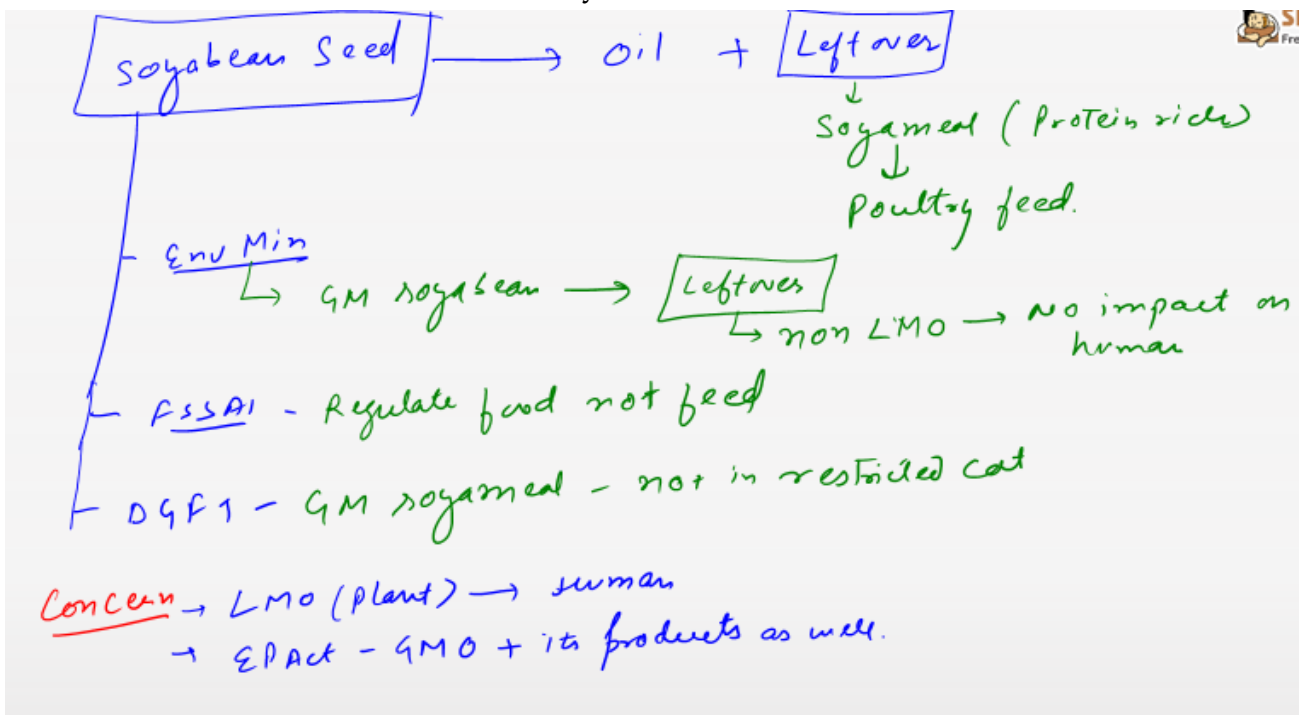 Soyabean Seed → Oil + Leftover
↓
Soyameal (Protein rich)
↓
Poultry feed.
Env Min
↳ GM soyabean → Leftover
↳ non LMO → No impact on
human
FSSAI - Regulate food not feed
DGFT - GM soyameal - not in restricted cat
Concern → LMO (Plant) → Human
→ EPAct - GMO + its products as well.